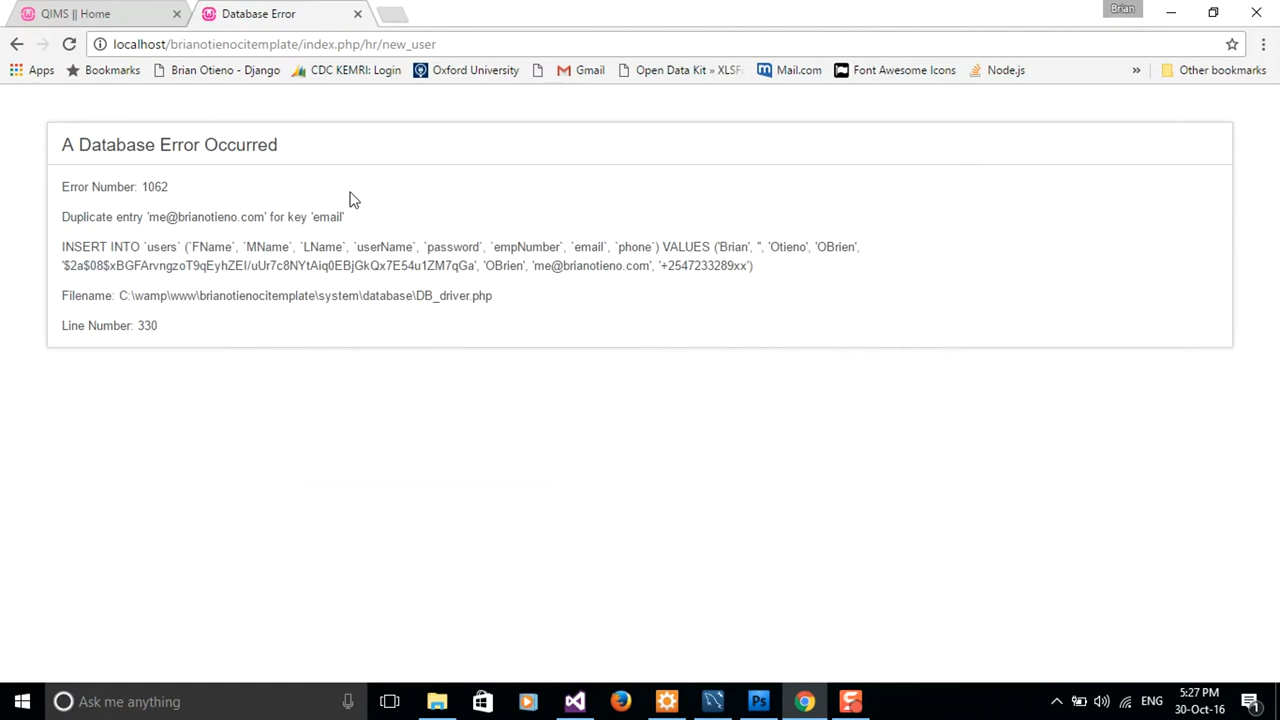 QIMS || Home
Database Error
Brian
localhost/brianotienocitemplate/index.php/hr/new_user
Apps
Bookmarks
Brian Otieno - Django
CDC KEMRI: Login
Oxford University
Gmail
Open Data Kit » XLSFo
Mail.com
Font Awesome Icons
Node.js
»
Other bookmarks
A Database Error Occurred
Error Number: 1062
Duplicate entry 'me@brianotieno.com' for key 'email'
INSERT INTO `users` (`FName`, `MName`, `LName`, `userName`, `password`, `empNumber`, `email`, `phone`) VALUES ('Brian', '', 'Otieno', 'OBrien',
'$2a$08$xBGFArvngzoT9qEyhZEI/uUr7c8NYtAiq0EBjGkQx7E54u1ZM7qGa', 'OBrien', 'me@brianotieno.com', '+2547233289xx')
Filename: C:\wamp\www\brianotienocitemplate\system\database\DB_driver.php
Line Number: 330
Ask me anything
ENG
5:27 PM
30-Oct-16
1